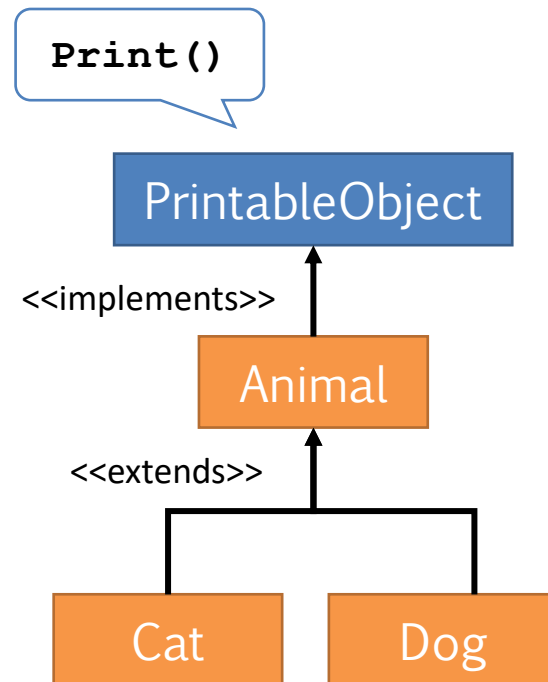 Print()
PrintableObject
<<implements>>
Animal
<<extends>>
Cat
Dog